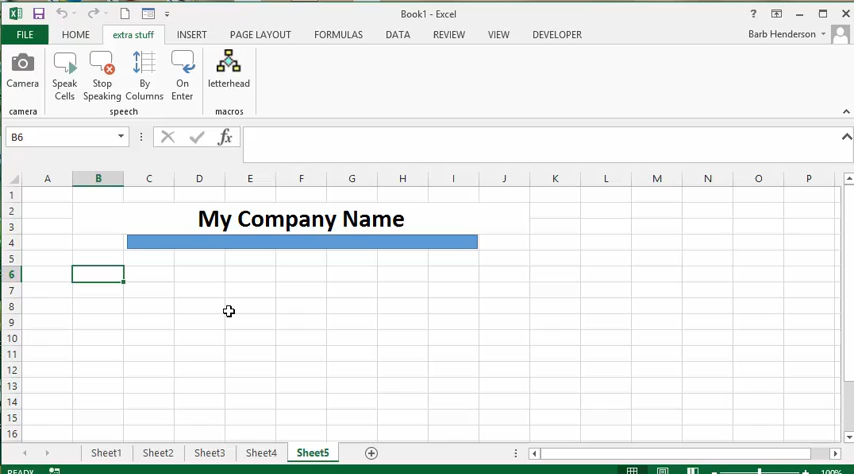 Book1 - Excel
?
FILE HOME extra stuff INSERT PAGE LAYOUT FORMULAS DATA REVIEW VIEW DEVELOPER Barb Henderson
Camera Speak Cells Stop Speaking By Columns On Enter letterhead
camera speech macros
B6 fx
A B C D E F G H I J K L M N O P
1
2
My Company Name
3
4
5
6
7
8
9
10
11
12
13
14
15
16
Sheet1 Sheet2 Sheet3 Sheet4 Sheet5
READY 100%